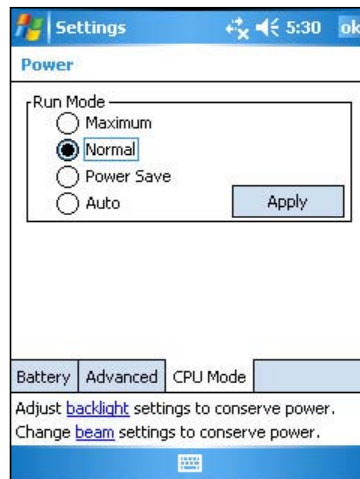 Settings 5:30 ok
Power
Run Mode
Maximum
Normal
Power Save
Auto Apply
Battery Advanced CPU Mode
Adjust backlight settings to conserve power.
Change beam settings to conserve power.